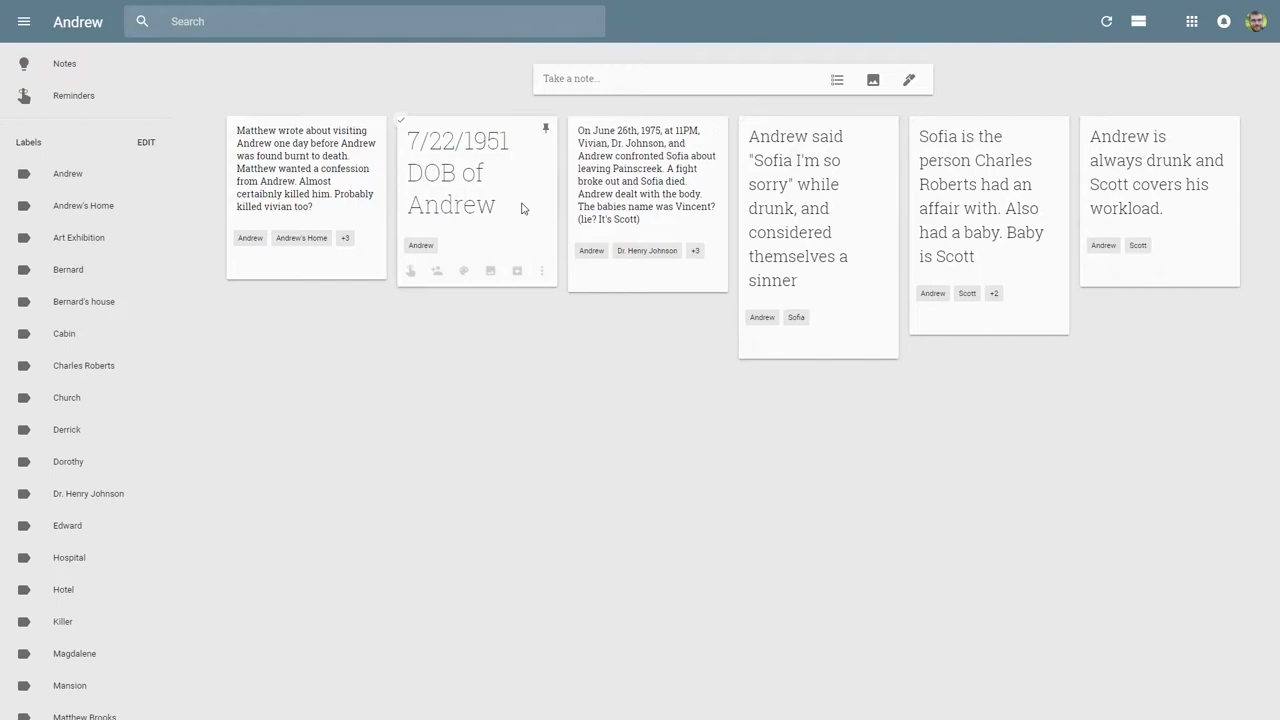 Andrew
Search
Notes
Reminders
Labels
EDIT
Andrew
Andrew's Home
Art Exhibition
Bernard
Bernard's house
Cabin
Charles Roberts
Church
Derrick
Dorothy
Dr. Henry Johnson
Edward
Hospital
Hotel
Killer
Magdalene
Mansion
Matthew Brooks
Take a note...
Matthew wrote about visiting
Andrew one day before Andrew
was found burnt to death.
Matthew wanted a confession
from Andrew. Almost
certaibnly killed him. Probably
killed vivian too?
Andrew
Andrew's Home
+3
7/22/1951
DOB of
Andrew
Andrew
On June 26th, 1975, at 11PM,
Vivian, Dr. Johnson, and
Andrew confronted Sofia about
leaving Painscreek. A fight
broke out and Sofia died.
Andrew dealt with the body.
The babies name was Vincent?
(lie? It's Scott)
Andrew
Dr. Henry Johnson
+3
Andrew said
"Sofia I'm so
sorry" while
drunk, and
considered
themselves a
sinner
Andrew
Sofia
Sofia is the
person Charles
Roberts had an
affair with. Also
had a baby. Baby
is Scott
Andrew
Scott
+2
Andrew is
always drunk and
Scott covers his
workload.
Andrew
Scott